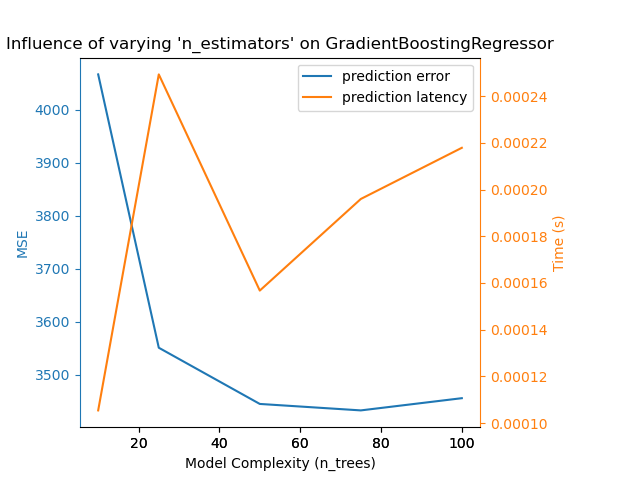 Influence of varying 'n_estimators' on GradientBoostingRegressor
prediction error
prediction latency
MSE
4000
3900
3800
3700
3600
3500
0.00024
0.00022
0.00020
0.00018
0.00016
0.00014
0.00012
0.00010
Time (s)
20 40 60 80 100
Model Complexity (n_trees)